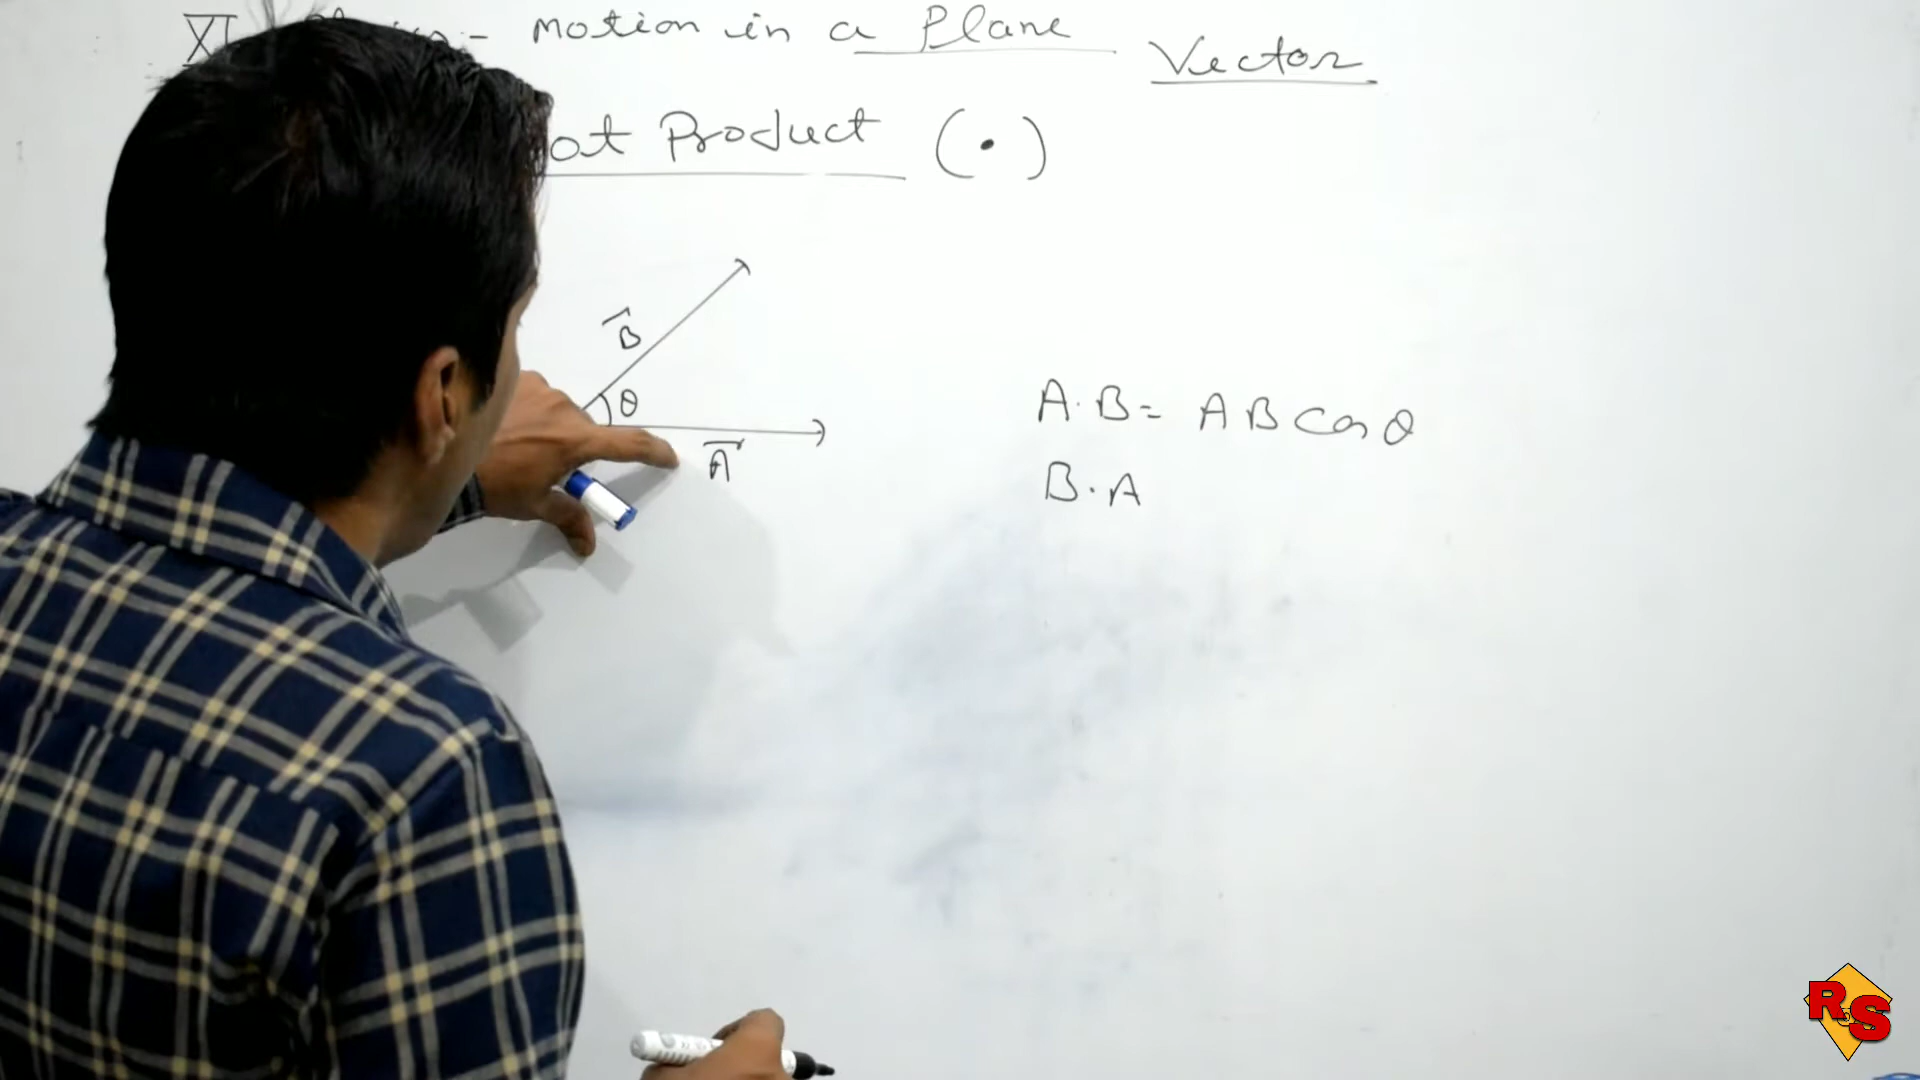 XI - motion in a Plane
Vector
ot Product (•)
B
θ
A
A·B = AB cos θ
B·A
RS